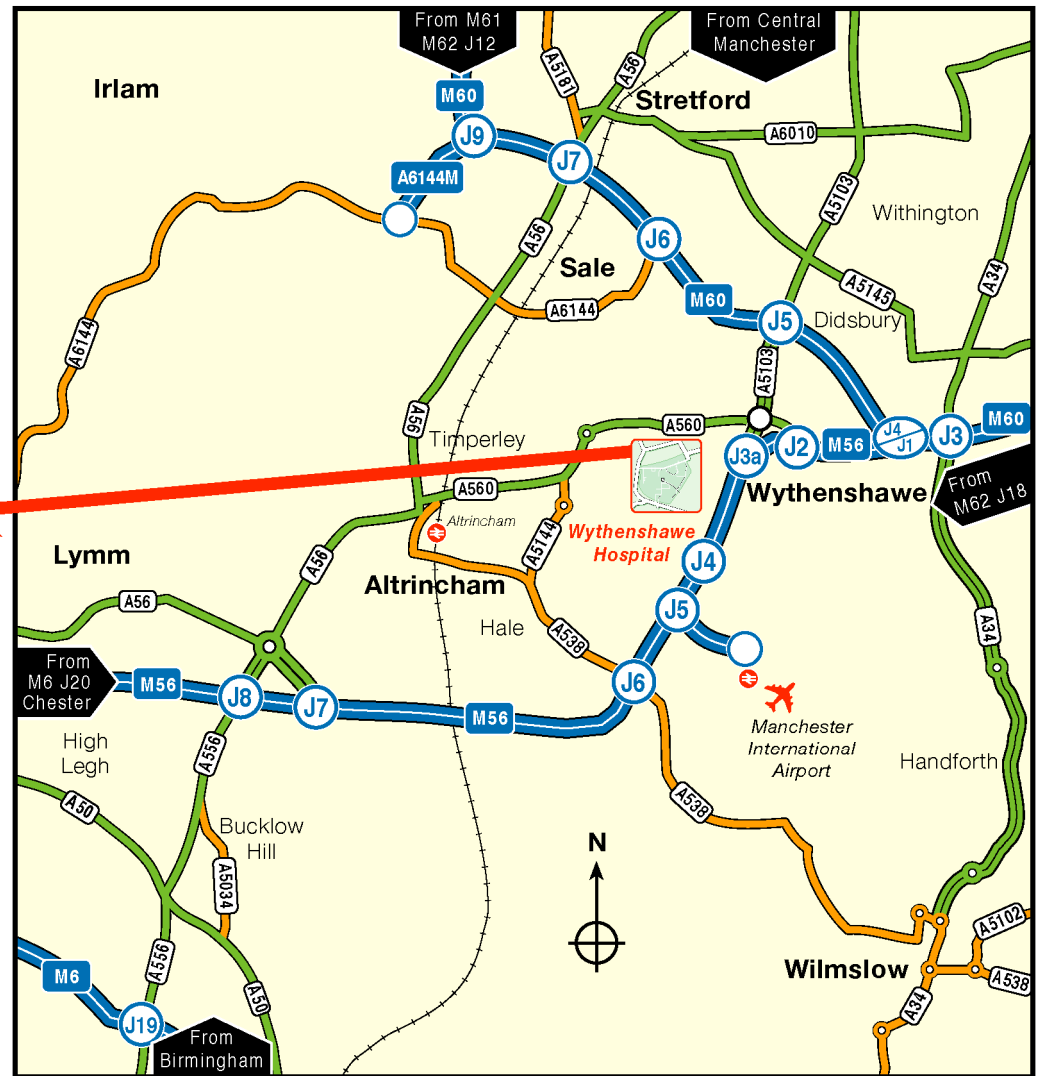 From M61
M62 J12
From Central
Manchester
Irlam
M60
A5181
A56
Stretford
J9
A6010
J7
A6144M
A5103
Withington
A56
J6
Sale
A34
A5145
M60
A6144
J5
Didsbury
A6144
A5103
A56
Timperley
A560
J3a
J2
M56
J4
J1
J3
M60
A560
Wythenshawe
From
M62 J18
Altrincham
A5144
Wythenshawe
Hospital
Lymm
A56
J4
Altrincham
A56
J5
Hale
A538
A34
From
M6 J20
Chester
M56
J8
J7
J6
M56
Manchester
International
Airport
High
Legh
A556
Handforth
A50
A538
Bucklow
Hill
N
A5034
A5102
A556
Wilmslow
M6
A538
A50
A34
J19
From
Birmingham